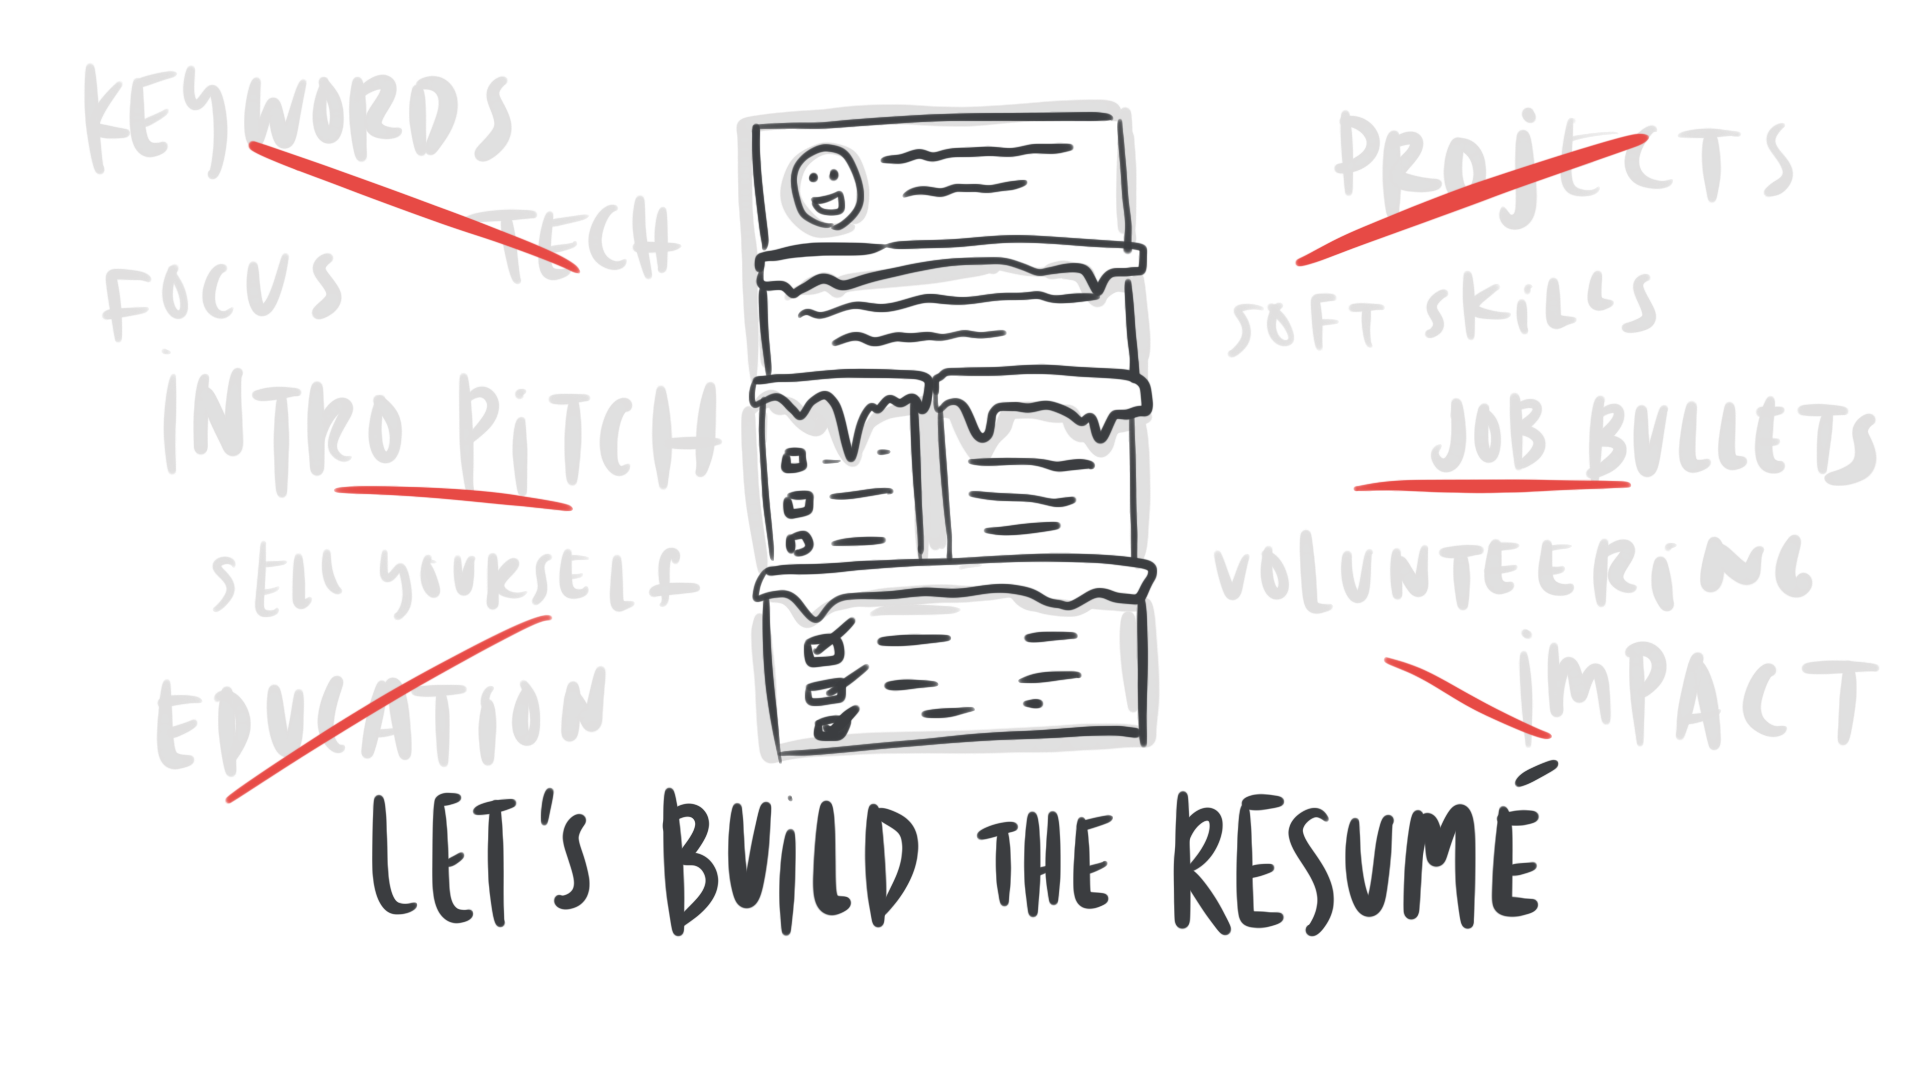 KEYWORDS
TECH
FOCUS
INTRO PiTCH
SELL YOURSELF
EDUCATION
PROjECTS
SOFT SKiLLS
JOB BULLETS
VOLUNTEERiNG
iMPACT
LET'S BUiLD THE RESUMÉ